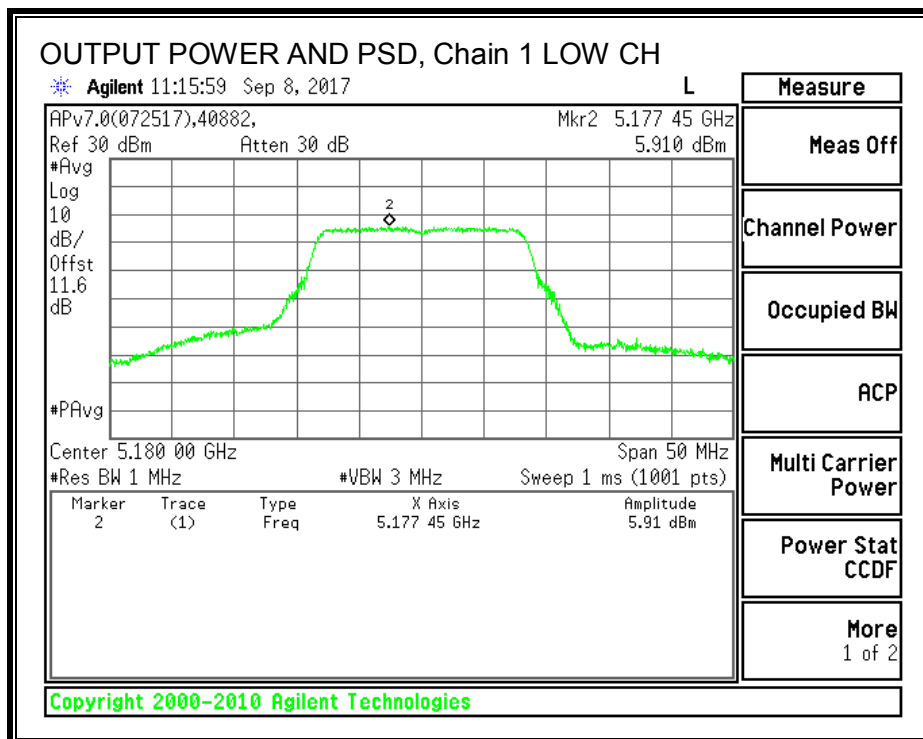 OUTPUT POWER AND PSD, Chain 1 LOW CH
Agilent 11:15:59 Sep 8, 2017 L
Measure
APv7.0(072517),40882, Mkr2 5.177 45 GHz
Ref 30 dBm Atten 30 dB 5.910 dBm
Meas Off
#Avg
Log
10
dB/
Offst
11.6
dB
2
#PAvg
Channel Power
Occupied BW
ACP
Center 5.180 00 GHz Span 50 MHz
#Res BW 1 MHz #VBW 3 MHz Sweep 1 ms (1001 pts)
Multi Carrier
Power
Marker Trace Type X Axis Amplitude
2 (1) Freq 5.177 45 GHz 5.91 dBm
Power Stat
CCDF
More
1 of 2
Copyright 2000-2010 Agilent Technologies